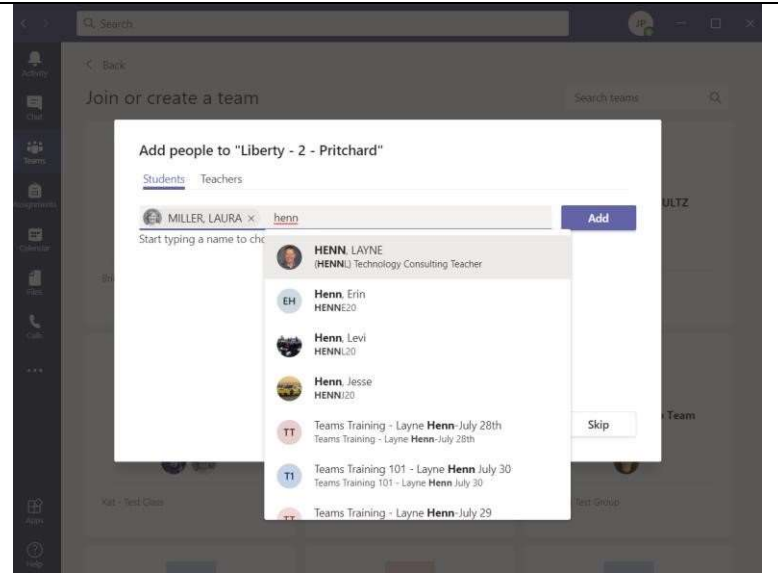 Search
JP
Activity
< Back
Join or create a team
Search teams
Chat
Teams
Add people to "Liberty - 2 - Pritchard"
Students Teachers
Assignments
ULTZ
MILLER, LAURA × henn
Add
Calendar
Start typing a name to cho
HENN, LAYNE
(HENNL) Technology Consulting Teacher
Files
EH
Henn, Erin
HENNE20
Calls
Henn, Levi
HENNL20
Henn, Jesse
HENNJ20
TT
Teams Training - Layne Henn-July 28th
Teams Training - Layne Henn-July 28th
Skip
Team
T1
Teams Training 101 - Layne Henn July 30
Teams Training 101 - Layne Henn July 30
Apps
Kat - Test Class
TT
Teams Training - Layne Henn-July 29
Test Group
Help